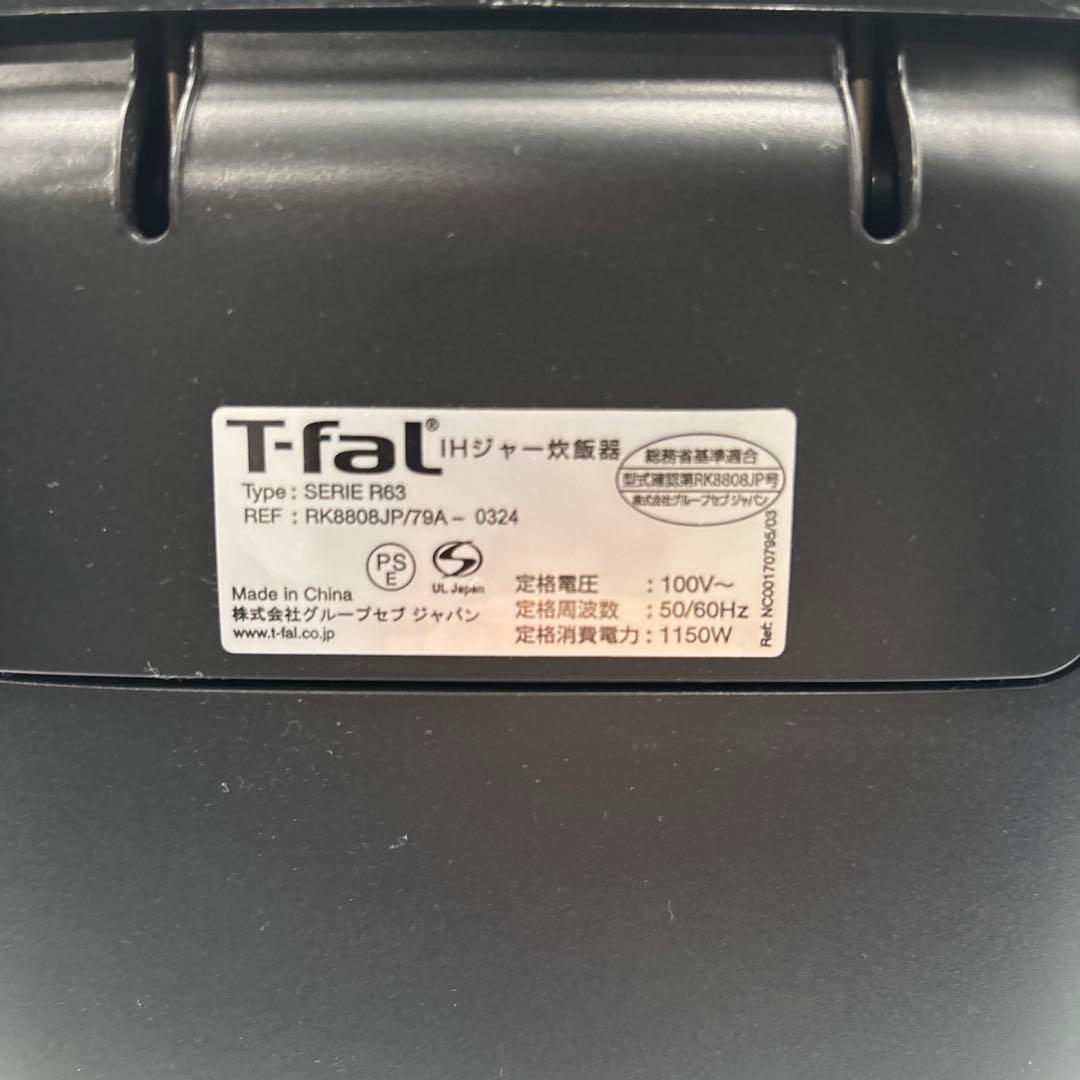 T-fal® IHジャー炊飯器
Type : SERIE R63
REF : RK8808JP/79A – 0324
総務省基準適合
型式確認第RK8808JP号
株式会社グループセブ ジャパン
PS
E
UL Japan
Made in China
株式会社グループセブ ジャパン
www.t-fal.co.jp
定格電圧 : 100V～
定格周波数 : 50/60Hz
定格消費電力 : 1150W
Ref: NC00170795/03